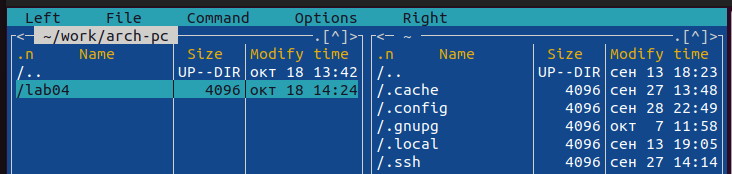 Left File Command Options Right
<─ ~/work/arch-pc ─.[^]> <─ ~ ─.[^]>
.n Name Size Modify time .n Name Size Modify time
/.. UP--DIR окт 18 13:42 /.. UP--DIR сен 13 18:23
/lab04 4096 окт 18 14:24 /.cache 4096 сен 27 13:48
/.config 4096 сен 28 22:49
/.gnupg 4096 окт 7 11:58
/.local 4096 сен 13 19:05
/.ssh 4096 сен 27 14:14